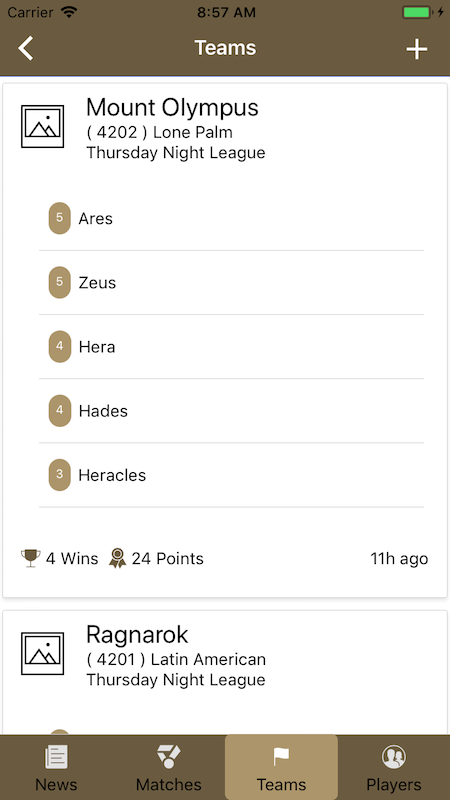 Carrier 8:57 AM
Teams
Mount Olympus
( 4202 ) Lone Palm
Thursday Night League
5 Ares
5 Zeus
4 Hera
4 Hades
3 Heracles
4 Wins 24 Points 11h ago
Ragnarok
( 4201 ) Latin American
Thursday Night League
News Matches Teams Players